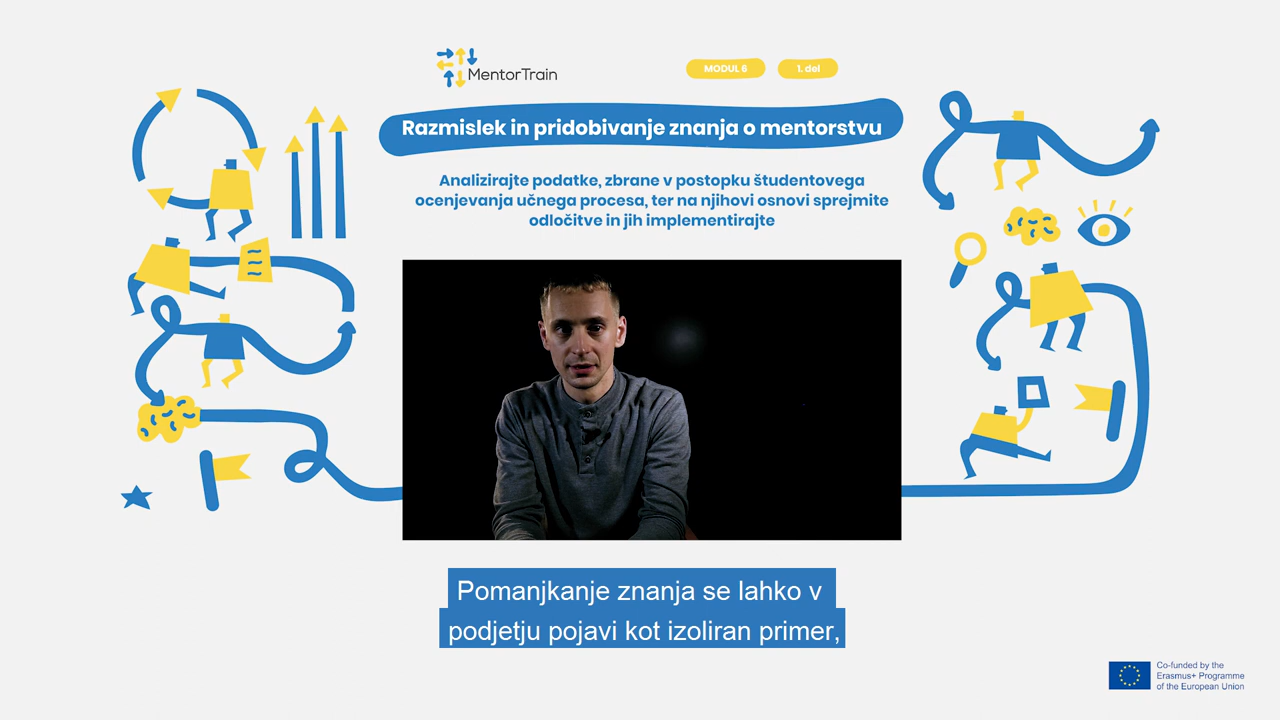 MentorTrain
MODUL 6
1. del
Razmislek in pridobivanje znanja o mentorstvu
Analizirajte podatke, zbrane v postopku študentovega
ocenjevanja učnega procesa, ter na njihovi osnovi sprejmite
odločitve in jih implementirajte
Pomanjkanje znanja se lahko v
podjetju pojavi kot izoliran primer,
Co-funded by the
Erasmus+ Programme
of the European Union